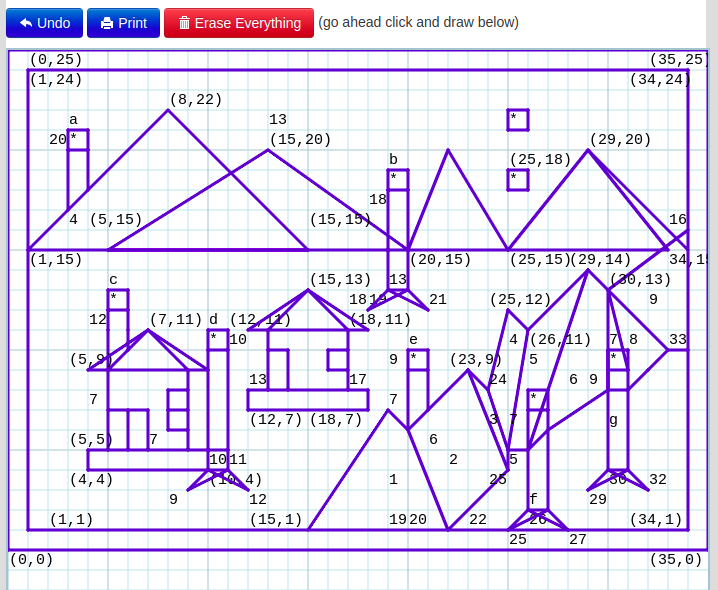 Undo Print Erase Everything (go ahead click and draw below)
(0,25) (35,25)
(1,24) (34,24)
(8,22)
a 13 *
20 * (15,20) (29,20)
b (25,18)
* *
18
4 (5,15) (15,15) 16
(1,15) (20,15) (25,15) (29,14) 34,15
c (15,13) 13 (30,13)
* 18 19 21 (25,12) 9
12 (7,11) d (12,11) (18,11)
* 10 e 4 (26,11) 7 8 33
(5,9) 9 * (23,9) 5 *
13 17 24 6 9
7 7 *
(12,7) (18,7) 3 7 g
(5,5) 7 6
10 11 2 5
(4,4) (10,4) 1 25 30 32
9 12 f 29
(1,1) (15,1) 19 20 22 26 (34,1)
25 27
(0,0) (35,0)